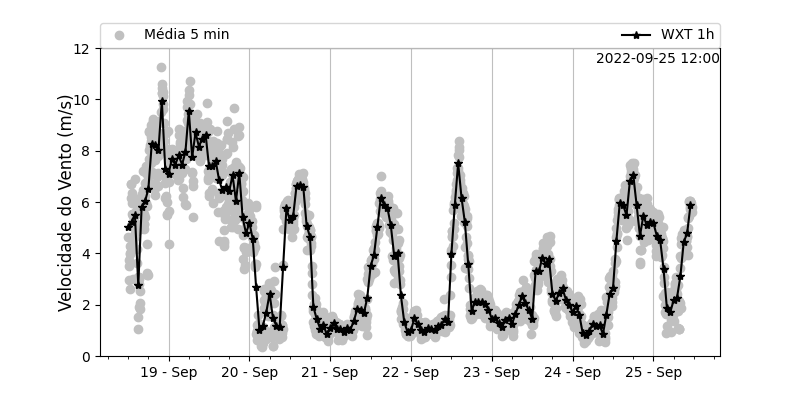 Média 5 min
WXT 1h
2022-09-25 12:00
Velocidade do Vento (m/s)
12
10
8
6
4
2
0
19 - Sep
20 - Sep
21 - Sep
22 - Sep
23 - Sep
24 - Sep
25 - Sep